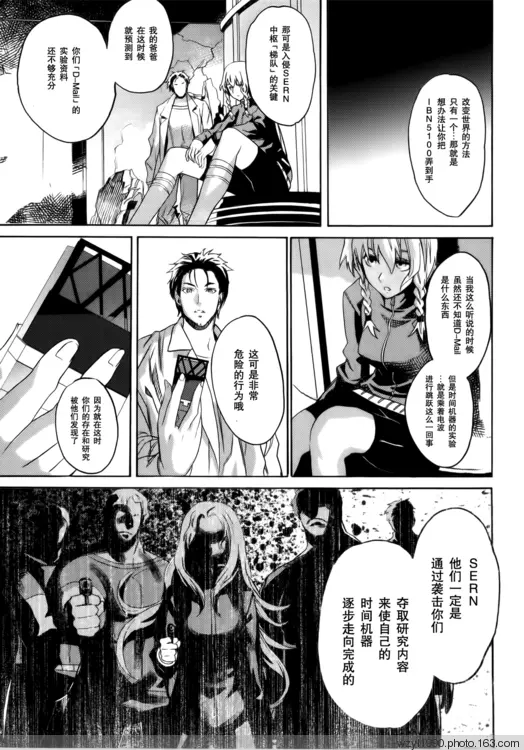 改变世界的方法
只有一个…那就是
想办法让你把
IBN5100弄到手
那可是入侵SERN
中枢「梯队」的关键
我的爸爸
在这时候
就预测到
你们「D-Mail」的
实验资料
还不够充分
当我这么听说的时候
虽然还不知道D-Mail
是什么东西
但是时间机器的实验
…就是乘着电波
进行跳跃这么一回事
这可是非常
危险的行为哦
因为就在这时
你们的存在和研究
被他们发现了
SERN
他们一定是
通过袭击你们
夺取研究内容
来使自己的
时间机器
逐步走向完成的